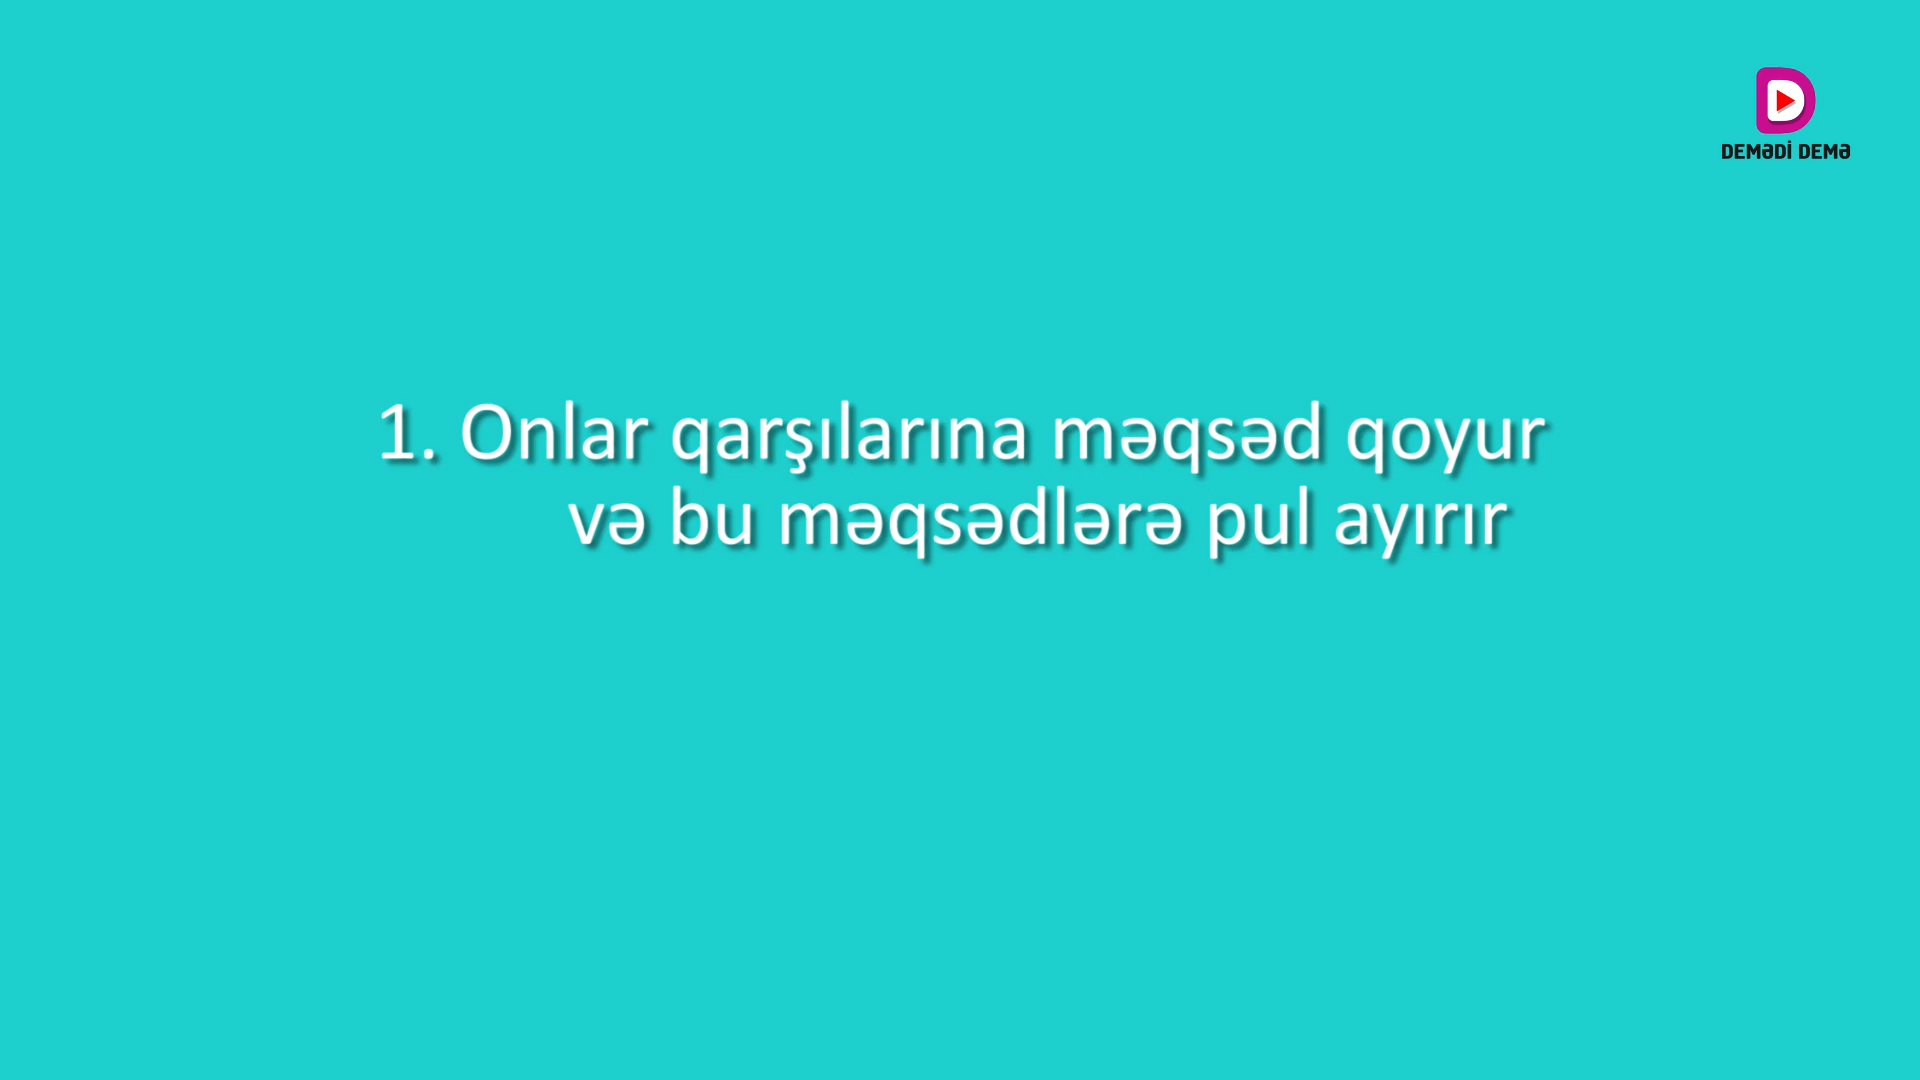 DEMƏDİ DEMƏ
1. Onlar qarşılarına məqsəd qoyur
və bu məqsədlərə pul ayırır